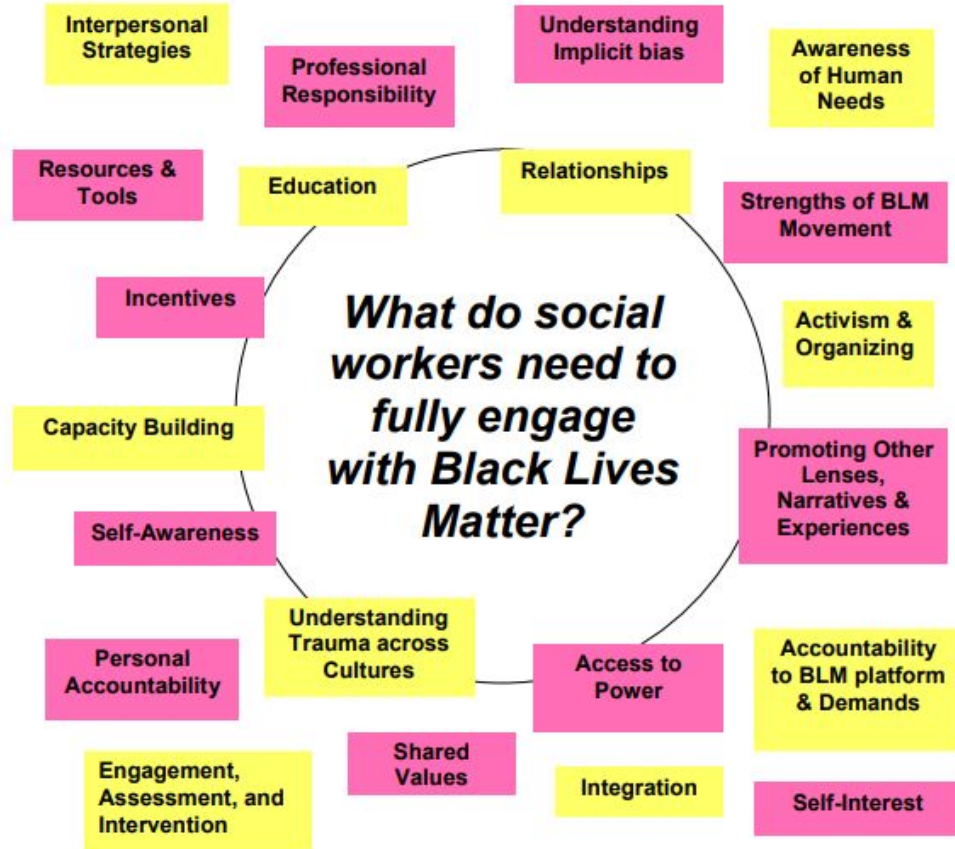 Interpersonal
Strategies
Professional
Responsibility
Understanding
Implicit bias
Awareness
of Human
Needs
Resources &
Tools
Education
Relationships
Strengths of BLM
Movement
Incentives
What do social
workers need to
fully engage
with Black Lives
Matter?
Activism &
Organizing
Capacity Building
Promoting Other
Lenses,
Narratives &
Experiences
Self-Awareness
Understanding
Trauma across
Cultures
Personal
Accountability
Access to
Power
Accountability
to BLM platform
& Demands
Shared
Values
Engagement,
Assessment, and
Intervention
Integration
Self-Interest